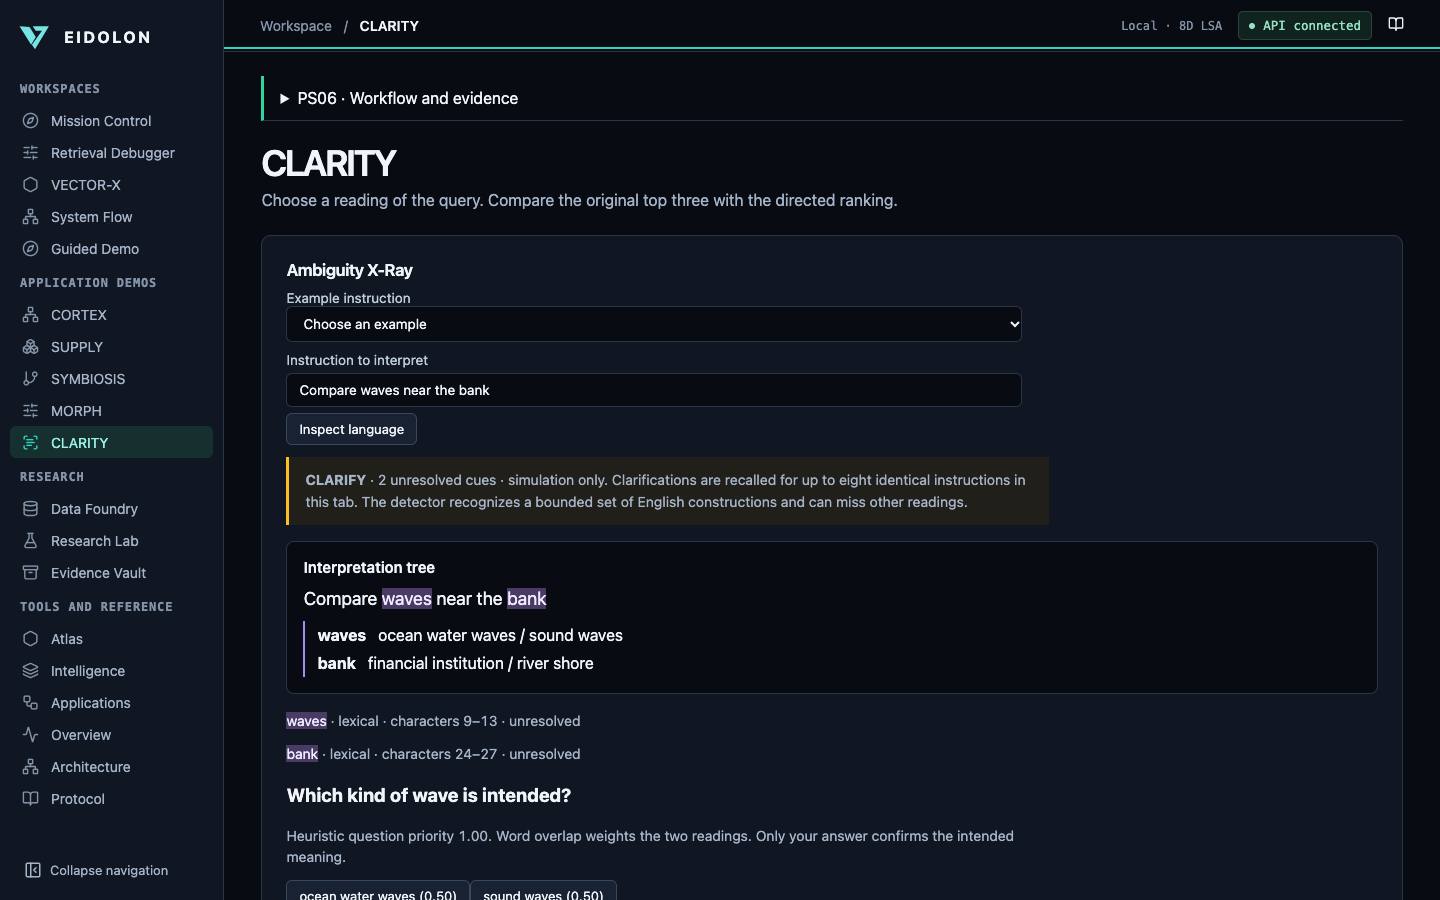 EIDOLON
WORKSPACES
Mission Control
Retrieval Debugger
VECTOR-X
System Flow
Guided Demo
APPLICATION DEMOS
CORTEX
SUPPLY
SYMBIOSIS
MORPH
CLARITY
RESEARCH
Data Foundry
Research Lab
Evidence Vault
TOOLS AND REFERENCE
Atlas
Intelligence
Applications
Overview
Architecture
Protocol
Collapse navigation
Workspace / CLARITY
Local · 8D LSA
API connected
PS06 · Workflow and evidence
CLARITY
Choose a reading of the query. Compare the original top three with the directed ranking.
Ambiguity X-Ray
Example instruction
Choose an example
Instruction to interpret
Compare waves near the bank
Inspect language
CLARIFY · 2 unresolved cues · simulation only. Clarifications are recalled for up to eight identical instructions in
this tab. The detector recognizes a bounded set of English constructions and can miss other readings.
Interpretation tree
Compare waves near the bank
waves ocean water waves / sound waves
bank financial institution / river shore
waves · lexical · characters 9–13 · unresolved
bank · lexical · characters 24–27 · unresolved
Which kind of wave is intended?
Heuristic question priority 1.00. Word overlap weights the two readings. Only your answer confirms the intended
meaning.
ocean water waves (0.50)
sound waves (0.50)